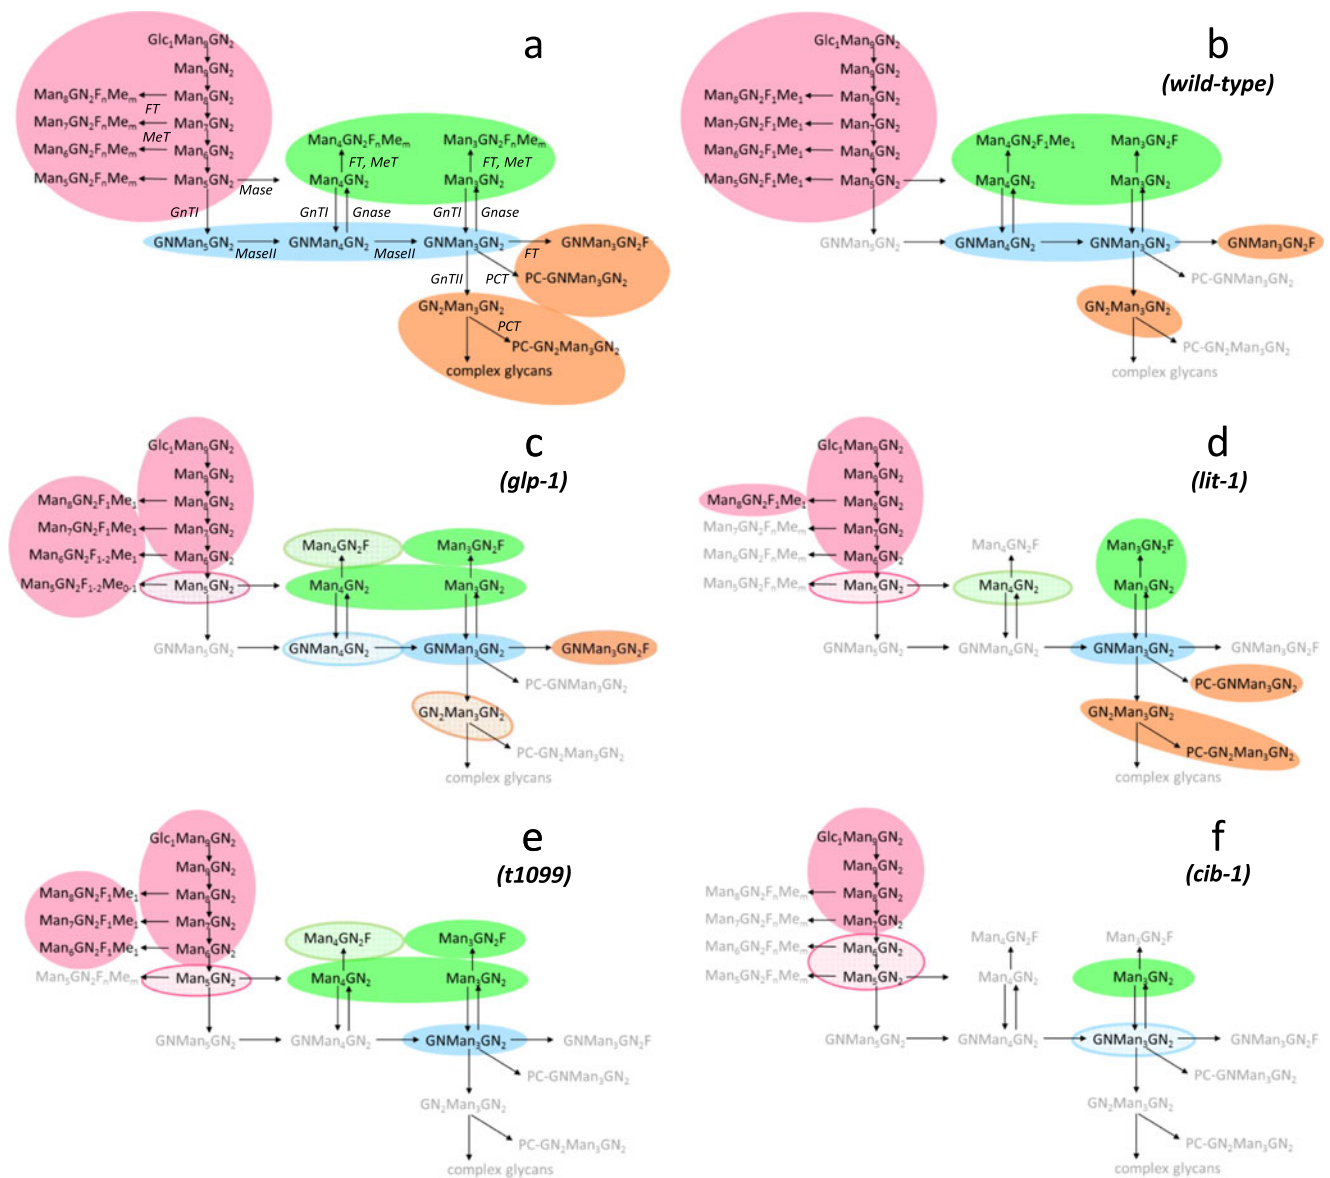 a
Glc₁Man₉GN₂
Man₉GN₂
Man₈GN₂FₙMeₘ Man₈GN₂
FT
Man₇GN₂FₙMeₘ Man₇GN₂
MeT
Man₆GN₂FₙMeₘ Man₆GN₂
Man₅GN₂FₙMeₘ Man₅GN₂
Mase
Man₄GN₂FₙMeₘ Man₃GN₂FₙMeₘ
FT, MeT FT, MeT
Man₄GN₂ Man₃GN₂
GnTI GnTI Gnase GnTI Gnase
GNMan₅GN₂ GNMan₄GN₂ GNMan₃GN₂ GNMan₃GN₂F
MaseII MaseII FT
GnTII PCT PC-GNMan₃GN₂
GN₂Man₃GN₂
PCT
PC-GN₂Man₃GN₂
complex glycans
b
(wild-type)
Glc₁Man₉GN₂
Man₉GN₂
Man₈GN₂F₁Me₁ Man₈GN₂
Man₇GN₂F₁Me₁ Man₇GN₂
Man₆GN₂F₁Me₁ Man₆GN₂
Man₅GN₂F₁Me₁ Man₅GN₂
Man₄GN₂F₁Me₁ Man₃GN₂F
Man₄GN₂ Man₃GN₂
GNMan₅GN₂ GNMan₄GN₂ GNMan₃GN₂ GNMan₃GN₂F
PC-GNMan₃GN₂
GN₂Man₃GN₂
PC-GN₂Man₃GN₂
complex glycans
c
(glp-1)
Glc₁Man₉GN₂
Man₉GN₂
Man₈GN₂F₁Me₁ Man₈GN₂
Man₇GN₂F₁Me₁ Man₇GN₂
Man₆GN₂F₁₋₂Me₁ Man₆GN₂
Man₅GN₂F₁₋₂Me₀₋₁ Man₅GN₂
Man₄GN₂F Man₃GN₂F
Man₄GN₂ Man₃GN₂
GNMan₅GN₂ GNMan₄GN₂ GNMan₃GN₂ GNMan₃GN₂F
PC-GNMan₃GN₂
GN₂Man₃GN₂
PC-GN₂Man₃GN₂
complex glycans
d
(lit-1)
Glc₁Man₉GN₂
Man₉GN₂
Man₈GN₂F₁Me₁ Man₈GN₂
Man₇GN₂FₙMeₘ Man₇GN₂
Man₆GN₂FₙMeₘ Man₆GN₂
Man₅GN₂FₙMeₘ Man₅GN₂
Man₄GN₂F Man₃GN₂F
Man₄GN₂ Man₃GN₂
GNMan₅GN₂ GNMan₄GN₂ GNMan₃GN₂ GNMan₃GN₂F
PC-GNMan₃GN₂
GN₂Man₃GN₂
PC-GN₂Man₃GN₂
complex glycans
e
(t1099)
Glc₁Man₉GN₂
Man₉GN₂
Man₈GN₂F₁Me₁ Man₈GN₂
Man₇GN₂F₁Me₁ Man₇GN₂
Man₆GN₂F₁Me₁ Man₆GN₂
Man₅GN₂FₙMeₘ Man₅GN₂
Man₄GN₂F Man₃GN₂F
Man₄GN₂ Man₃GN₂
GNMan₅GN₂ GNMan₄GN₂ GNMan₃GN₂ GNMan₃GN₂F
PC-GNMan₃GN₂
GN₂Man₃GN₂
PC-GN₂Man₃GN₂
complex glycans
f
(cib-1)
Glc₁Man₉GN₂
Man₉GN₂
Man₈GN₂FₙMeₘ Man₈GN₂
Man₇GN₂FₙMeₘ Man₇GN₂
Man₆GN₂FₙMeₘ Man₆GN₂
Man₅GN₂FₙMeₘ Man₅GN₂
Man₄GN₂F Man₃GN₂F
Man₄GN₂ Man₃GN₂
GNMan₅GN₂ GNMan₄GN₂ GNMan₃GN₂ GNMan₃GN₂F
PC-GNMan₃GN₂
GN₂Man₃GN₂
PC-GN₂Man₃GN₂
complex glycans